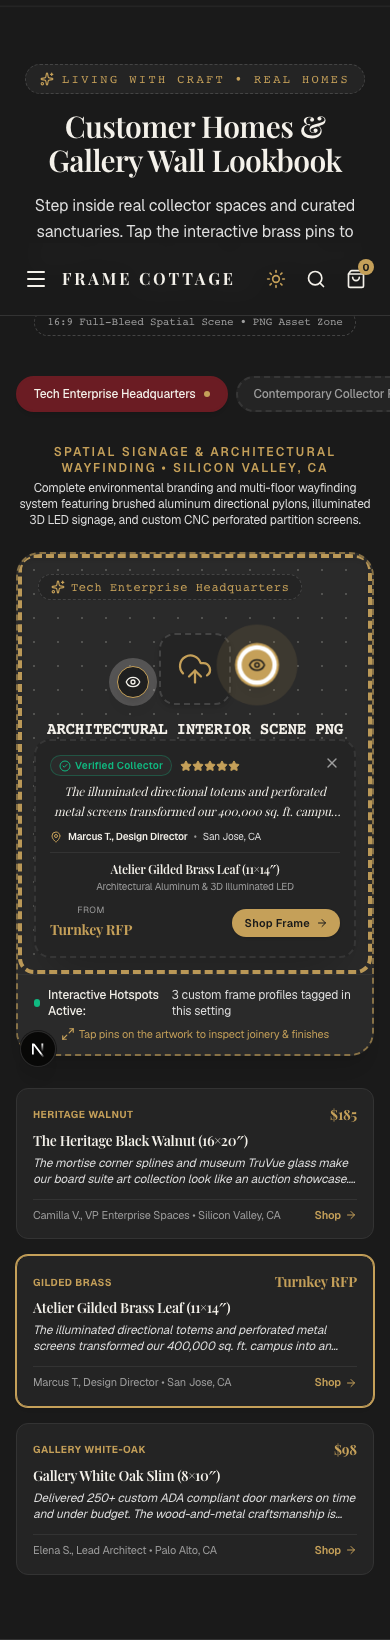 LIVING WITH CRAFT • REAL HOMES
Customer Homes &
Gallery Wall Lookbook
Step inside real collector spaces and curated
sanctuaries. Tap the interactive brass pins to
FRAME COTTAGE
0
16:9 Full-Bleed Spatial Scene • PNG Asset Zone
Tech Enterprise Headquarters
Contemporary Collector
SPATIAL SIGNAGE & ARCHITECTURAL
WAYFINDING • SILICON VALLEY, CA
Complete environmental branding and multi-floor wayfinding
system featuring brushed aluminum directional pylons, illuminated
3D LED signage, and custom CNC perforated partition screens.
Tech Enterprise Headquarters
ARCHITECTURAL INTERIOR SCENE PNG
Verified Collector
The illuminated directional totems and perforated
metal screens transformed our 400,000 sq. ft. campu...
Marcus T., Design Director • San Jose, CA
Atelier Gilded Brass Leaf (11×14″)
Architectural Aluminum & 3D Illuminated LED
FROM
Turnkey RFP
Shop Frame →
Interactive Hotspots
Active:
3 custom frame profiles tagged in
this setting
Tap pins on the artwork to inspect joinery & finishes
N
HERITAGE WALNUT
$185
The Heritage Black Walnut (16×20″)
The mortise corner splines and museum TruVue glass make
our board suite art collection look like an auction showcase....
Camilla V., VP Enterprise Spaces • Silicon Valley, CA
Shop →
GILDED BRASS
Turnkey RFP
Atelier Gilded Brass Leaf (11×14″)
The illuminated directional totems and perforated metal
screens transformed our 400,000 sq. ft. campus into an...
Marcus T., Design Director • San Jose, CA
Shop →
GALLERY WHITE-OAK
$98
Gallery White Oak Slim (8×10″)
Delivered 250+ custom ADA compliant door markers on time
and under budget. The wood-and-metal craftsmanship is...
Elena S., Lead Architect • Palo Alto, CA
Shop →